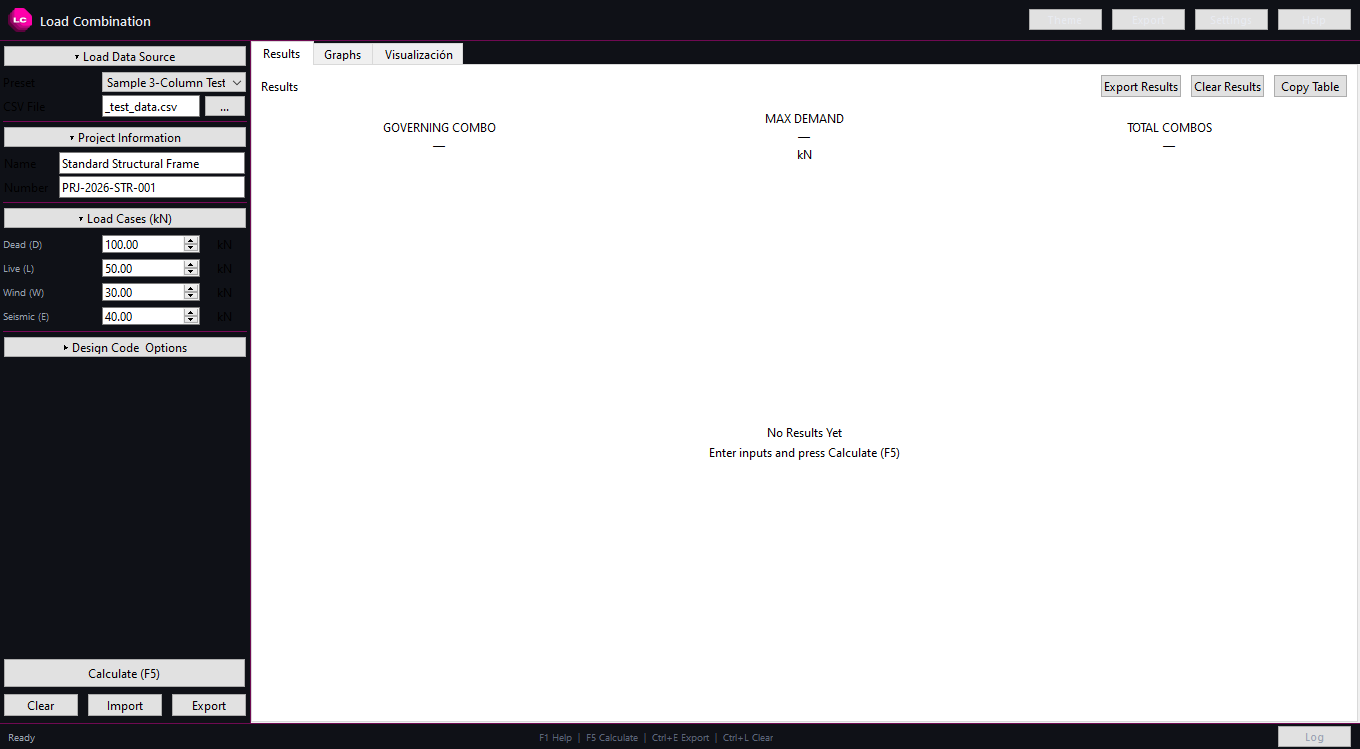 LC Load Combination Theme Export Settings Help
▾ Load Data Source
Preset Sample 3-Column Test
CSV File _test_data.csv ...
▾ Project Information
Name Standard Structural Frame
Number PRJ-2026-STR-001
▾ Load Cases (kN)
Dead (D) 100.00 kN
Live (L) 50.00 kN
Wind (W) 30.00 kN
Seismic (E) 40.00 kN
▸ Design Code Options
Calculate (F5)
Clear Import Export
Results Graphs Visualización
Results Export Results Clear Results Copy Table
GOVERNING COMBO
—
MAX DEMAND
—
kN
TOTAL COMBOS
—
No Results Yet
Enter inputs and press Calculate (F5)
Ready F1 Help | F5 Calculate | Ctrl+E Export | Ctrl+L Clear Log